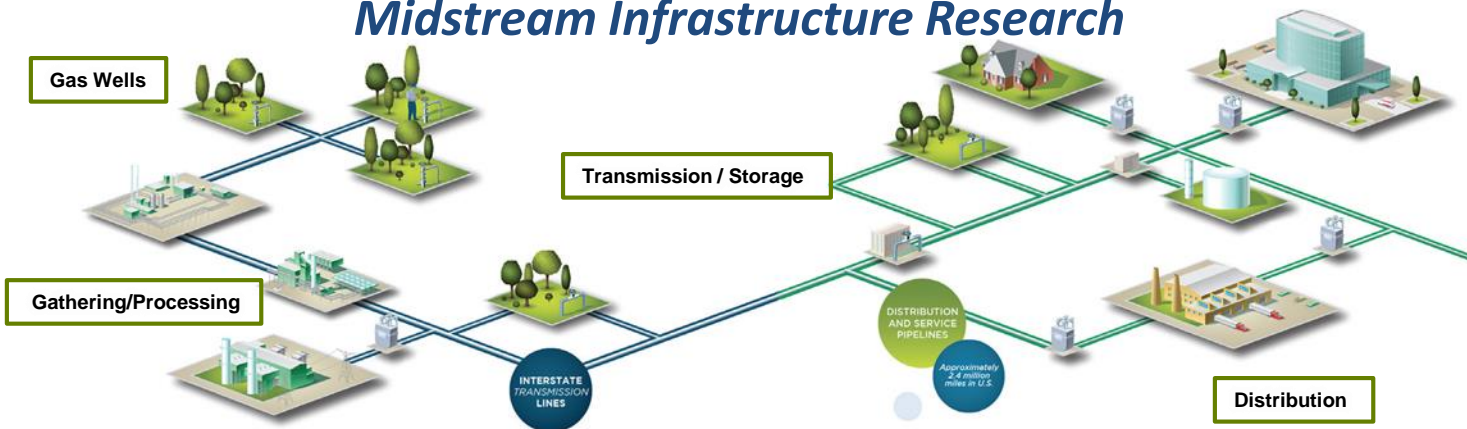 Midstream Infrastructure Research
Gas Wells
Transmission / Storage
Gathering/Processing
INTERSTATE
TRANSMISSION
LINES
DISTRIBUTION
AND SERVICE
PIPELINES
Approximately
2.4 million
miles in U.S.
Distribution